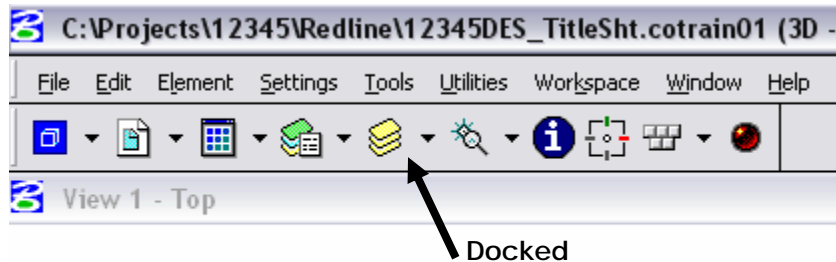 C:\Projects\12345\Redline\12345DES_TitleSht.cotrain01 (3D -
File Edit Element Settings Tools Utilities Workspace Window Help
View 1 - Top
Docked